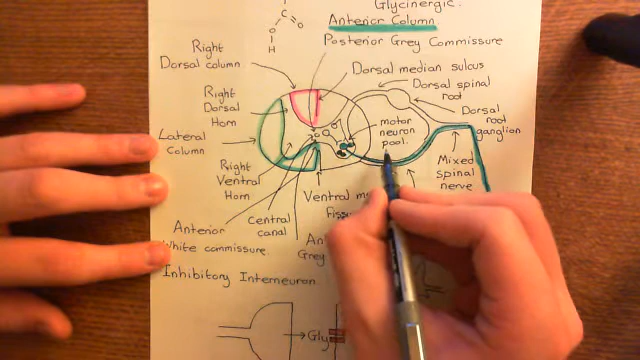 Glycinergic.
Anterior Column
Posterior Grey Commissure
C
O
O
H
Right
Dorsal column
Dorsal median sulcus
Dorsal spinal
root
Right
Dorsal
Horn
Dorsal
root
ganglion
motor
neuron
pool.
Lateral
Column
Mixed
spinal
nerve
Right
Ventral
Horn
Ventral m
fiss
Anterior
White commissure
Central
canal
An
Grey
Inhibitory Interneuron
Gly